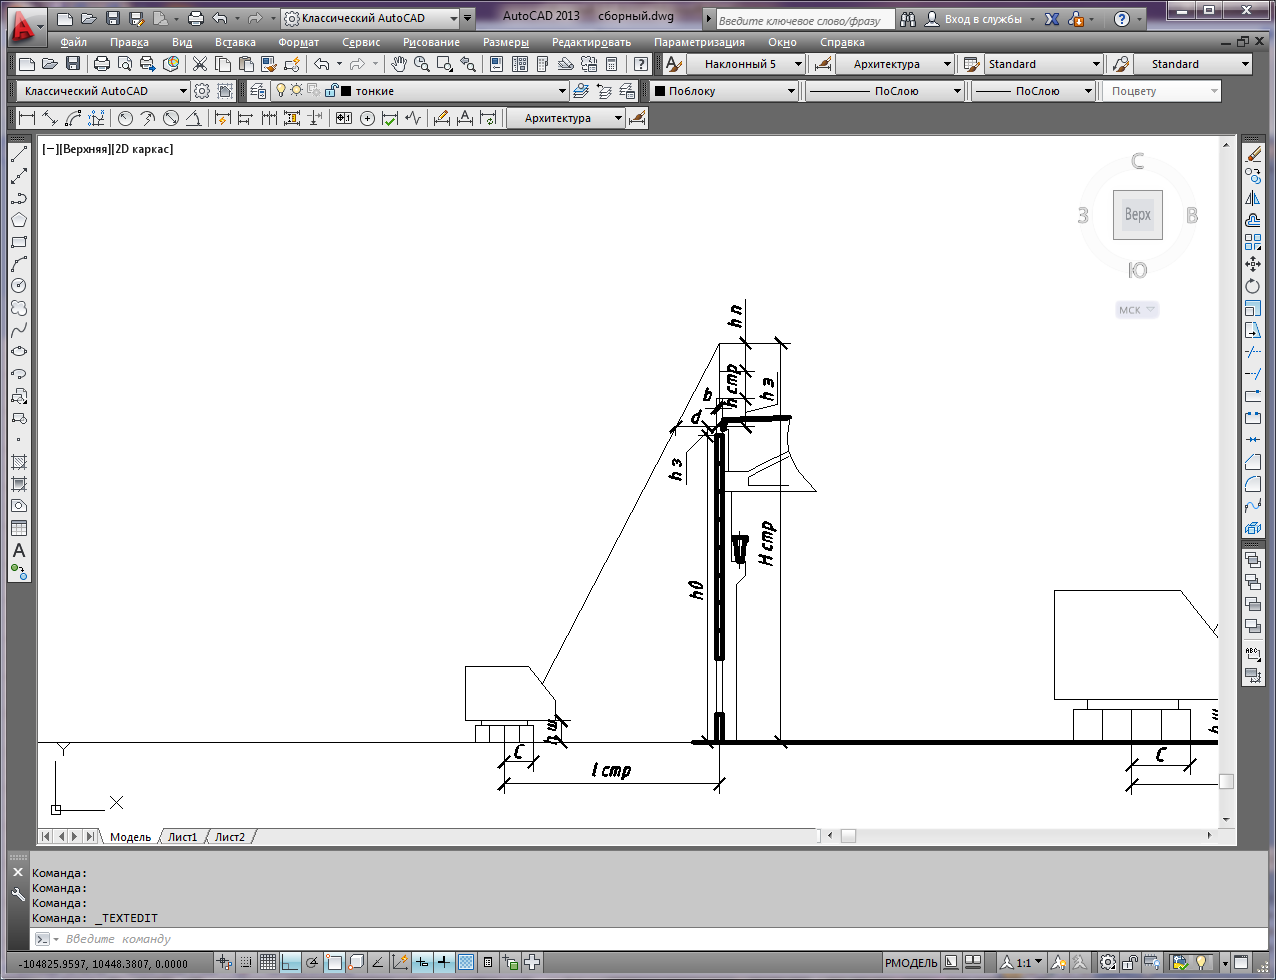 AutoCAD 2013 сборный.dwg
Классический AutoCAD
Введите ключевое слово/фразу
Вход в службы
Файл Правка Вид Вставка Формат Сервис Рисование Размеры Редактировать Параметризация Окно Справка
Наклонный 5 Архитектура Standard Standard
Классический AutoCAD тонкие Поблоку ПоСлою ПоСлою Поцвету
Архитектура
[−][Верхняя][2D каркас]
С
З Верх В
Ю
МСК
h п
h стр
h з
d
h з
H стр
h0
h ш
C
l стр
h ш
C
Y
X
A
ABC
Модель Лист1 Лист2
Команда:
Команда:
Команда:
Команда: _TEXTEDIT
Введите команду
-104825.9597, 10448.3807, 0.0000
РМОДЕЛЬ 1:1